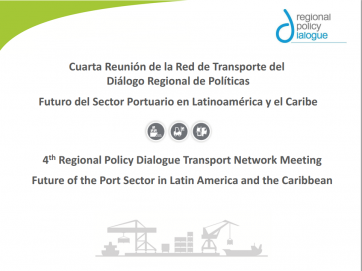 regional
policy
dialogue
Cuarta Reunión de la Red de Transporte del
Diálogo Regional de Políticas
Futuro del Sector Portuario en Latinoamérica y el Caribe
4th Regional Policy Dialogue Transport Network Meeting
Future of the Port Sector in Latin America and the Caribbean